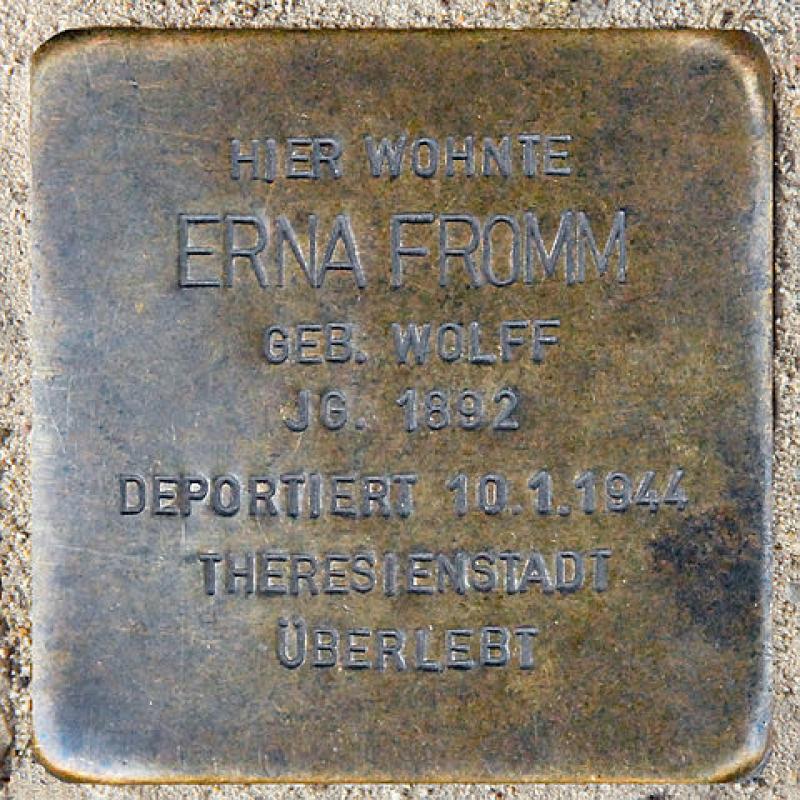 HIER WOHNTE
ERNA FROMM
GEB. WOLFF
JG. 1892
DEPORTIERT 10.1.1944
THERESIENSTADT
ÜBERLEBT